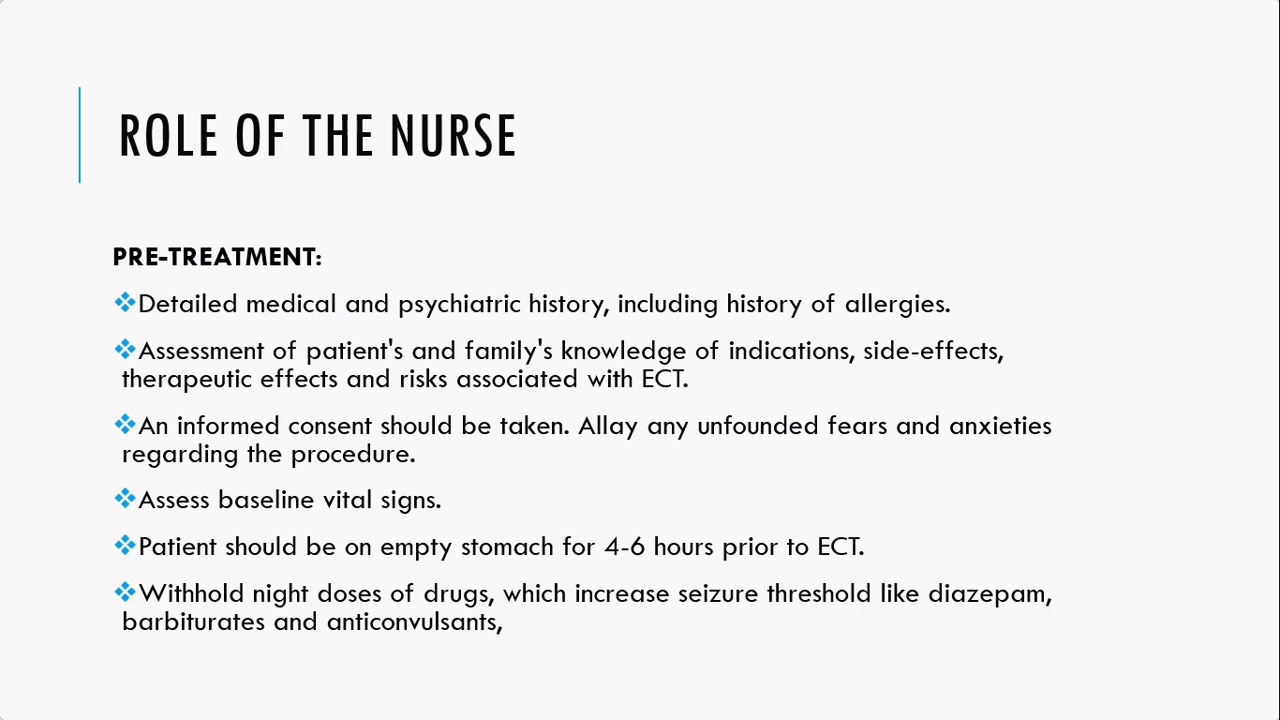 ROLE OF THE NURSE
PRE-TREATMENT:
❖Detailed medical and psychiatric history, including history of allergies.
❖Assessment of patient's and family's knowledge of indications, side-effects,
therapeutic effects and risks associated with ECT.
❖An informed consent should be taken. Allay any unfounded fears and anxieties
regarding the procedure.
❖Assess baseline vital signs.
❖Patient should be on empty stomach for 4-6 hours prior to ECT.
❖Withhold night doses of drugs, which increase seizure threshold like diazepam,
barbiturates and anticonvulsants,